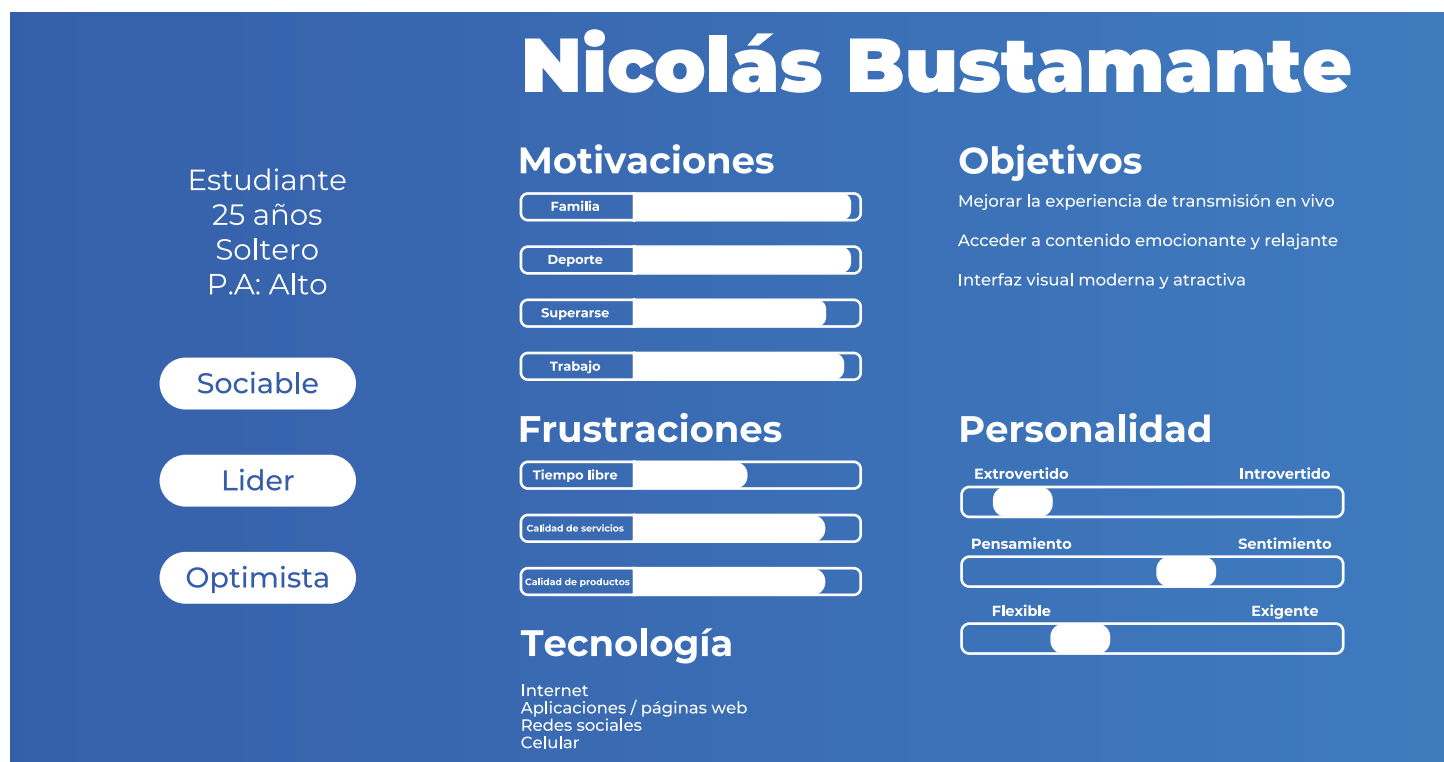 Nicolás Bustamante
Estudiante
25 años
Soltero
P.A: Alto
Sociable
Lider
Optimista
Motivaciones
Familia
Deporte
Superarse
Trabajo
Frustraciones
Tiempo libre
Calidad de servicios
Calidad de productos
Tecnología
Internet
Aplicaciones / páginas web
Redes sociales
Celular
Objetivos
Mejorar la experiencia de transmisión en vivo
Acceder a contenido emocionante y relajante
Interfaz visual moderna y atractiva
Personalidad
Extrovertido Introvertido
Pensamiento Sentimiento
Flexible Exigente